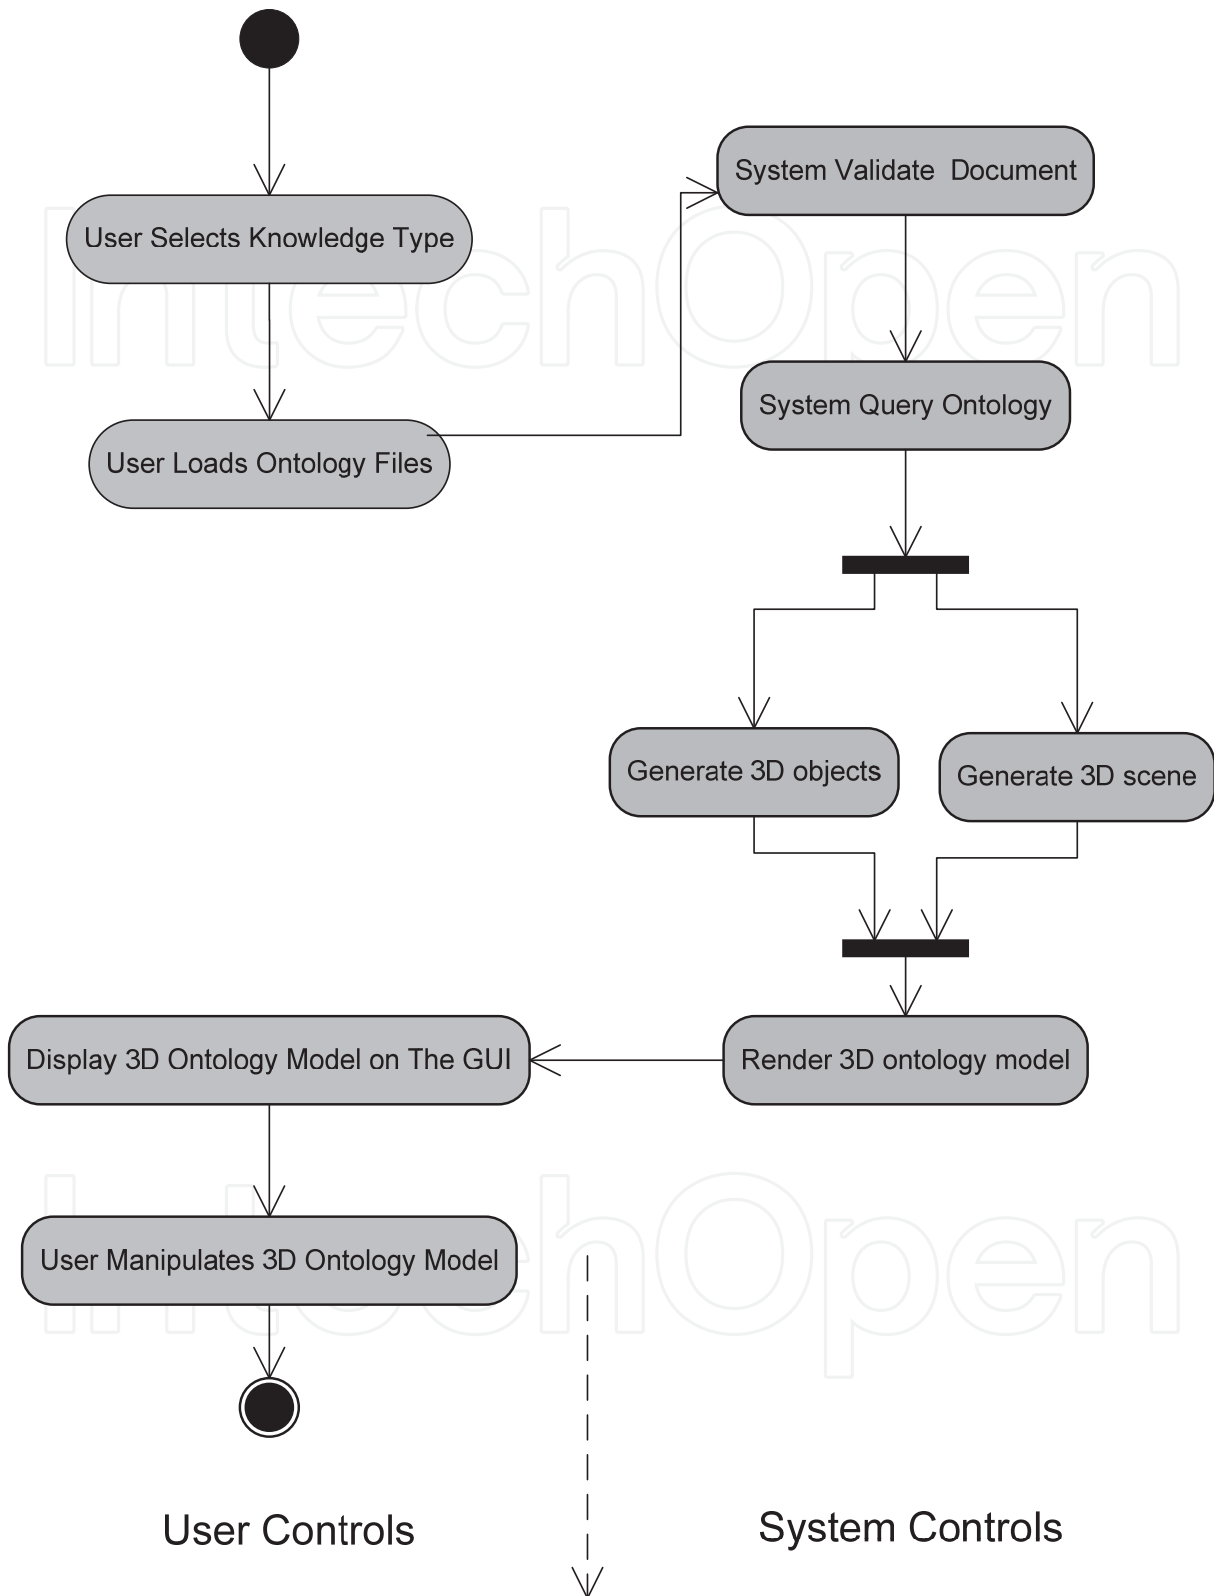 User Selects Knowledge Type
User Loads Ontology Files
System Validate Document
System Query Ontology
Generate 3D objects
Generate 3D scene
Render 3D ontology model
Display 3D Ontology Model on The GUI
User Manipulates 3D Ontology Model
User Controls
System Controls
IntechOpen
IntechOpen